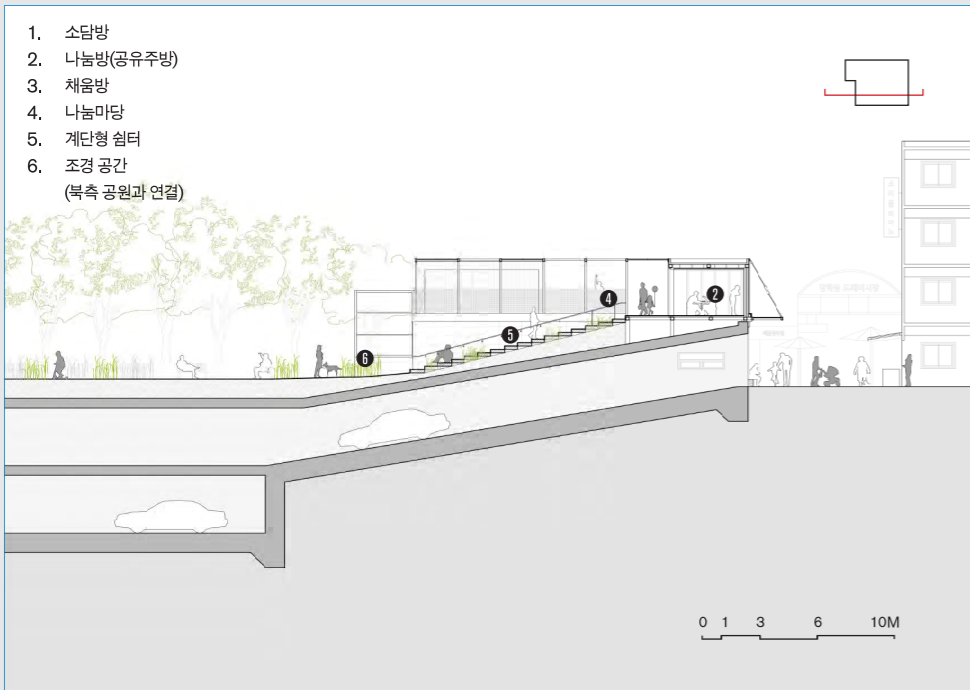 1. 소담방
2. 나눔방(공유주방)
3. 채움방
4. 나눔마당
5. 계단형 쉼터
6. 조경 공간
(북측 공원과 연결)
4
2
5
6
0 1 3 6 10M